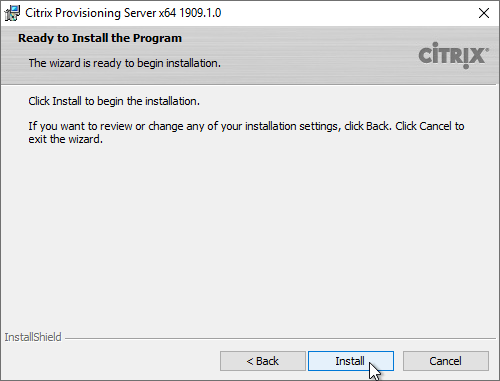 Citrix Provisioning Server x64 1909.1.0
Ready to Install the Program
The wizard is ready to begin installation.
CİTRIX®
Click Install to begin the installation.
If you want to review or change any of your installation settings, click Back. Click Cancel to
exit the wizard.
InstallShield
< Back
Install
Cancel